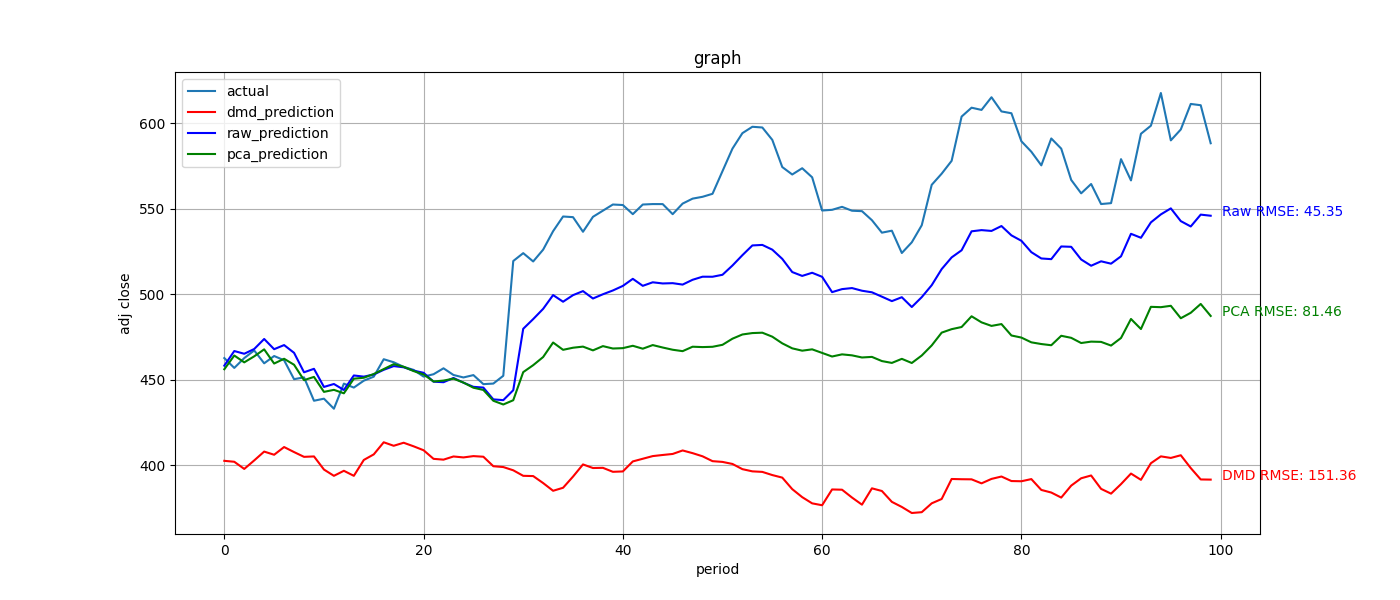 graph
actual
dmd_prediction
raw_prediction
pca_prediction
adj close
600
550
500
450
400
Raw RMSE: 45.35
PCA RMSE: 81.46
DMD RMSE: 151.36
0 20 40 60 80 100
period